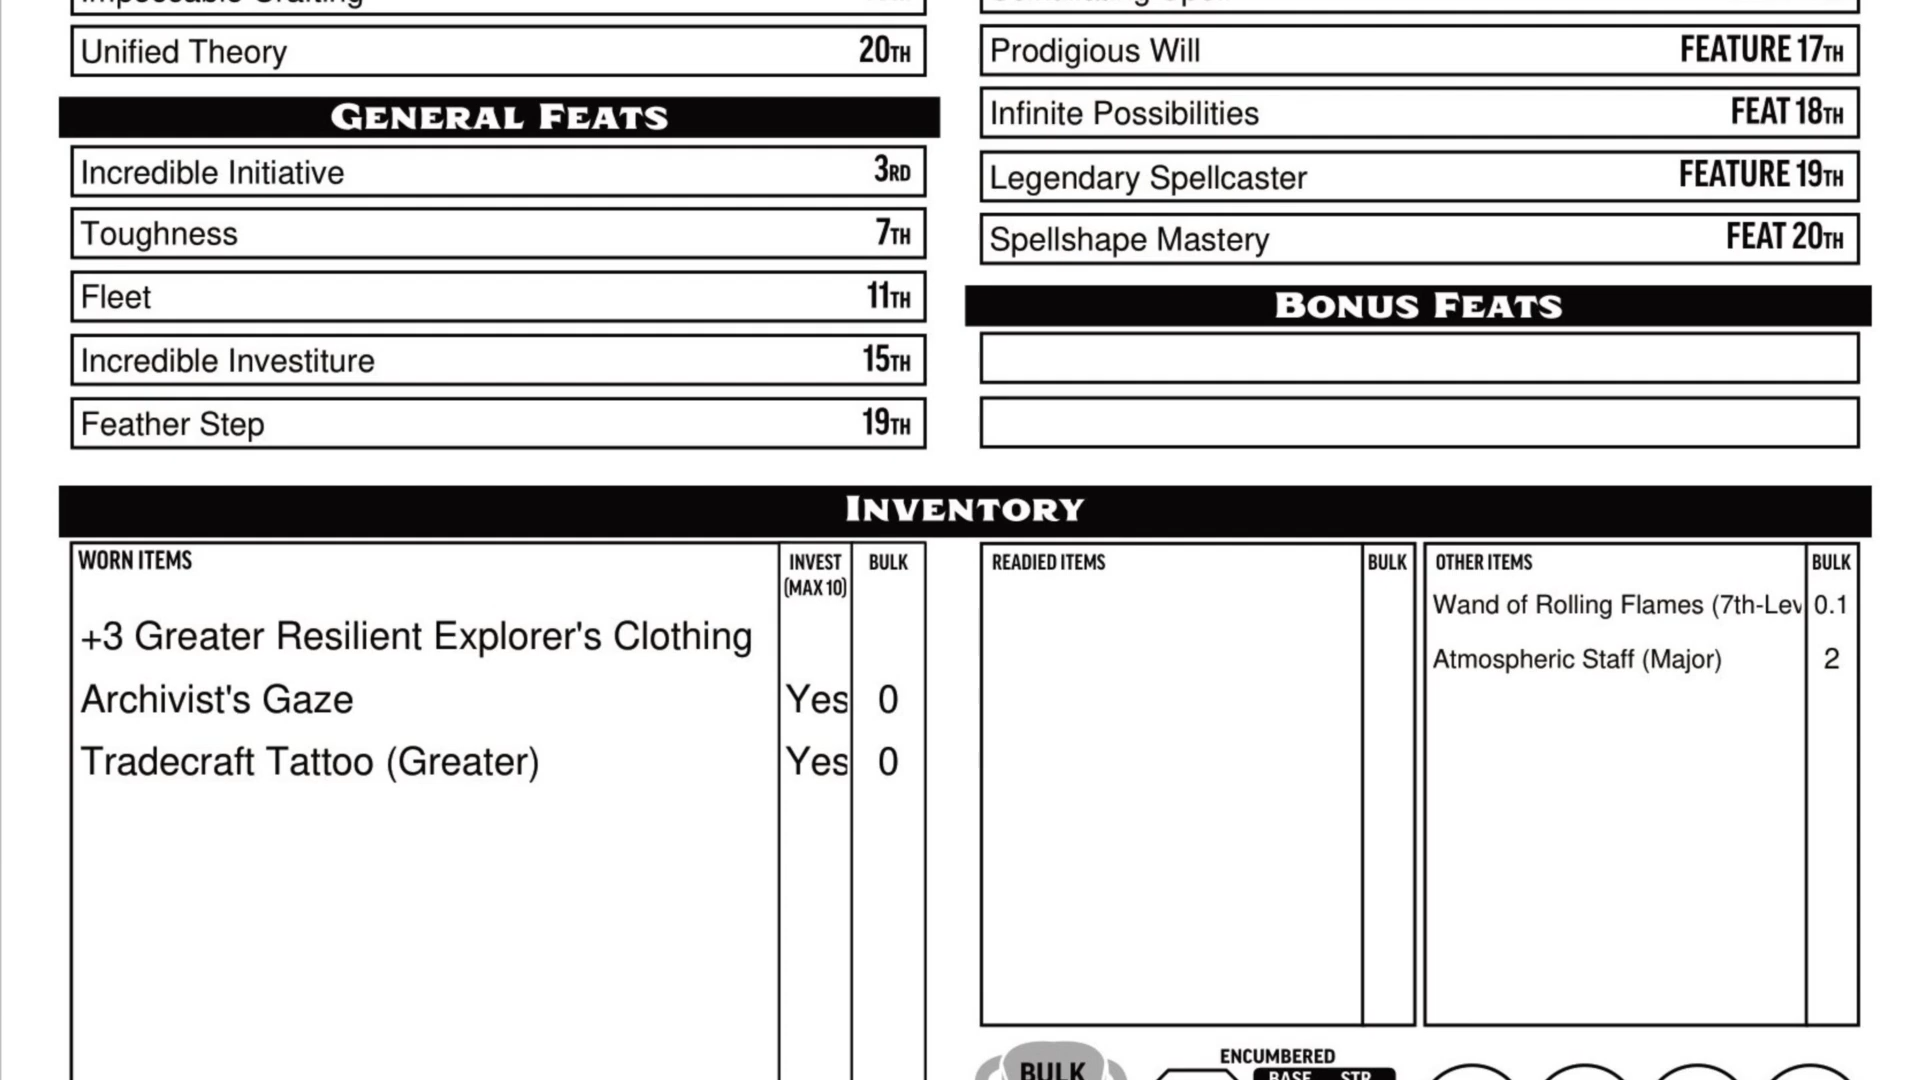 Unified Theory 20TH
GENERAL FEATS
Incredible Initiative 3RD
Toughness 7TH
Fleet 11TH
Incredible Investiture 15TH
Feather Step 19TH
Prodigious Will FEATURE 17TH
Infinite Possibilities FEAT 18TH
Legendary Spellcaster FEATURE 19TH
Spellshape Mastery FEAT 20TH
BONUS FEATS
INVENTORY
WORN ITEMS INVEST (MAX 10) BULK
+3 Greater Resilient Explorer's Clothing
Archivist's Gaze Yes 0
Tradecraft Tattoo (Greater) Yes 0
READIED ITEMS BULK
OTHER ITEMS BULK
Wand of Rolling Flames (7th-Lev 0.1
Atmospheric Staff (Major) 2
BULK
ENCUMBERED
BASE STR